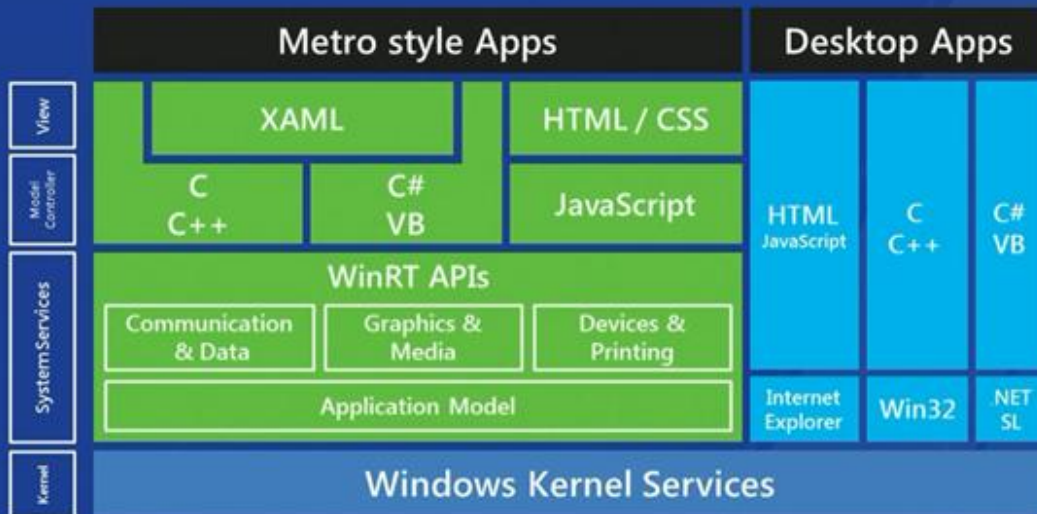 Metro style Apps
Desktop Apps
View
XAML
HTML / CSS
Model
Controller
C
C++
C#
VB
JavaScript
HTML
JavaScript
C
C++
C#
VB
System Services
WinRT APIs
Communication
& Data
Graphics &
Media
Devices &
Printing
Application Model
Internet
Explorer
Win32
.NET
SL
Kernel
Windows Kernel Services